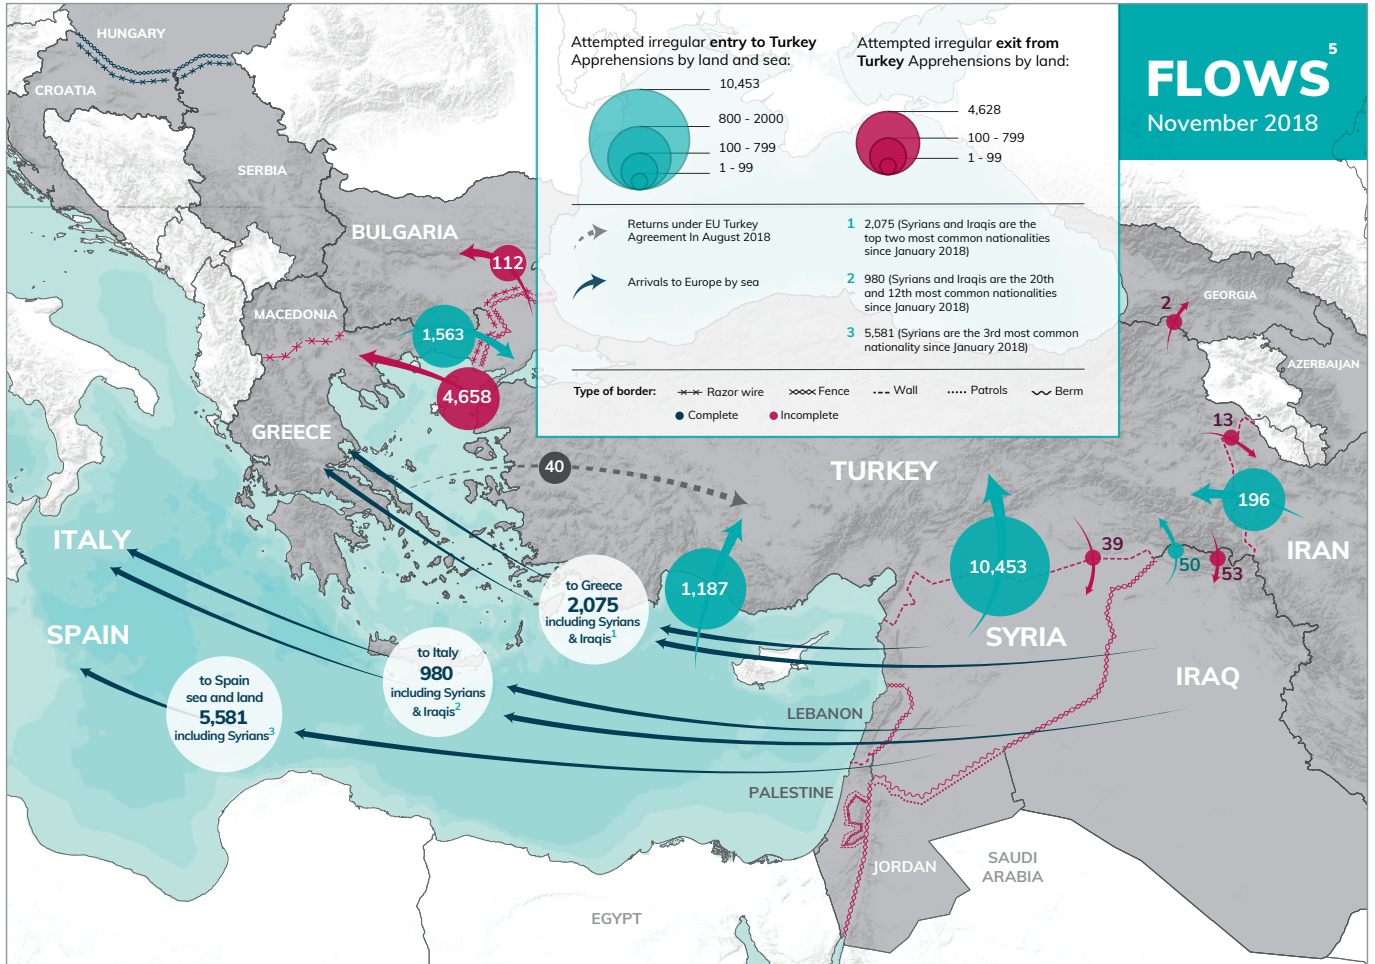 HUNGARY
CROATIA
SERBIA
BULGARIA
112
MACEDONIA
1,563
4,658
GREECE
Attempted irregular entry to Turkey
Apprehensions by land and sea:
10,453
800 - 2000
100 - 799
1 - 99
Attempted irregular exit from
Turkey Apprehensions by land:
4,628
100 - 799
1 - 99
Returns under EU Turkey
Agreement In August 2018
Arrivals to Europe by sea
1 2,075 (Syrians and Iraqis are the
top two most common nationalities
since January 2018)
2 980 (Syrians and Iraqis are the 20th
and 12th most common nationalities
since January 2018)
3 5,581 (Syrians are the 3rd most common
nationality since January 2018)
Type of border: Razor wire Fence Wall Patrols Berm
Complete Incomplete
FLOWS 5
November 2018
2
GEORGIA
AZERBAIJAN
13
TURKEY
40
196
ITALY
IRAN
39
10,453
50
53
1,187
to Greece
2,075
including Syrians
& Iraqis1
SPAIN
SYRIA
to Italy
980
including Syrians
& Iraqis2
IRAQ
to Spain
sea and land
5,581
including Syrians3
LEBANON
PALESTINE
JORDAN
SAUDI
ARABIA
EGYPT